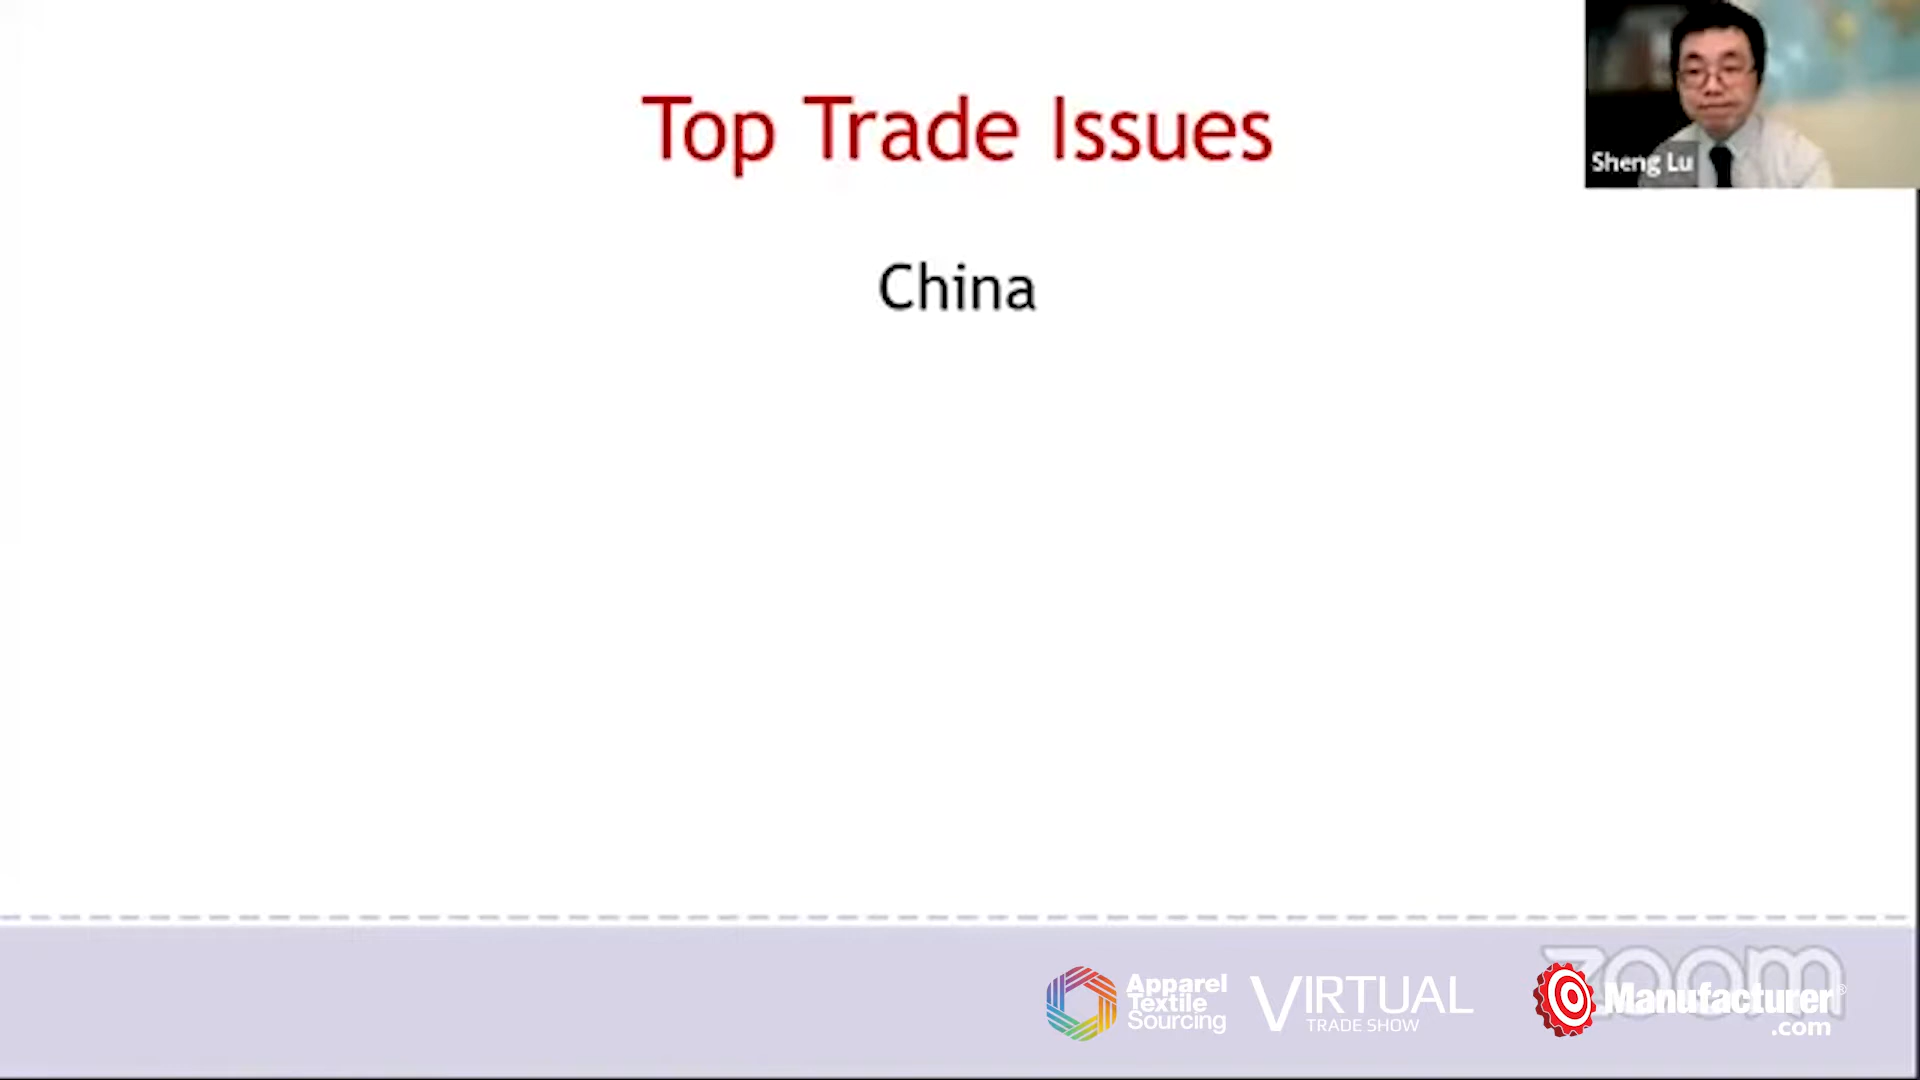 Top Trade Issues
Sheng Lu
China
zoom
Apparel
Textile
Sourcing
VIRTUAL
TRADE SHOW
Manufacturer®
.com